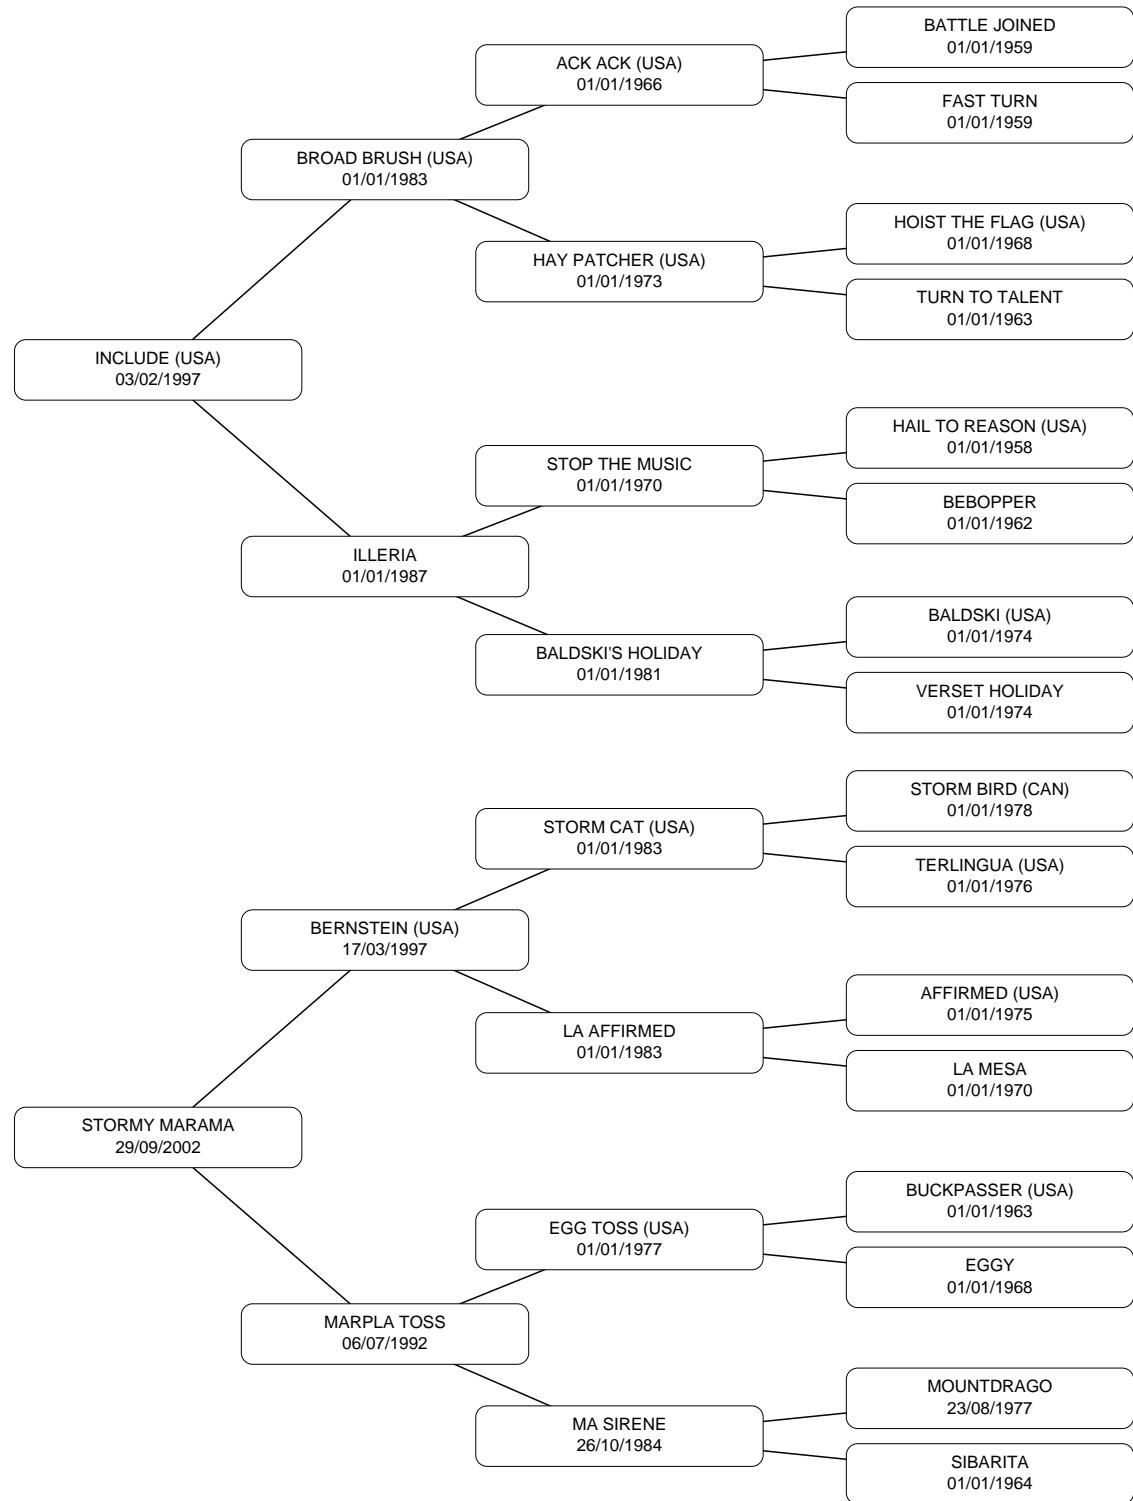 BATTLE JOINED
01/01/1959
ACK ACK (USA)
01/01/1966
FAST TURN
01/01/1959
BROAD BRUSH (USA)
01/01/1983
HOIST THE FLAG (USA)
01/01/1968
HAY PATCHER (USA)
01/01/1973
TURN TO TALENT
01/01/1963
INCLUDE (USA)
03/02/1997
HAIL TO REASON (USA)
01/01/1958
STOP THE MUSIC
01/01/1970
BEBOPPER
01/01/1962
ILLERIA
01/01/1987
BALDSKI (USA)
01/01/1974
BALDSKI'S HOLIDAY
01/01/1981
VERSET HOLIDAY
01/01/1974
STORM BIRD (CAN)
01/01/1978
STORM CAT (USA)
01/01/1983
TERLINGUA (USA)
01/01/1976
BERNSTEIN (USA)
17/03/1997
AFFIRMED (USA)
01/01/1975
LA AFFIRMED
01/01/1983
LA MESA
01/01/1970
STORMY MARAMA
29/09/2002
BUCKPASSER (USA)
01/01/1963
EGG TOSS (USA)
01/01/1977
EGGY
01/01/1968
MARPLA TOSS
06/07/1992
MOUNTDRAGO
23/08/1977
MA SIRENE
26/10/1984
SIBARITA
01/01/1964